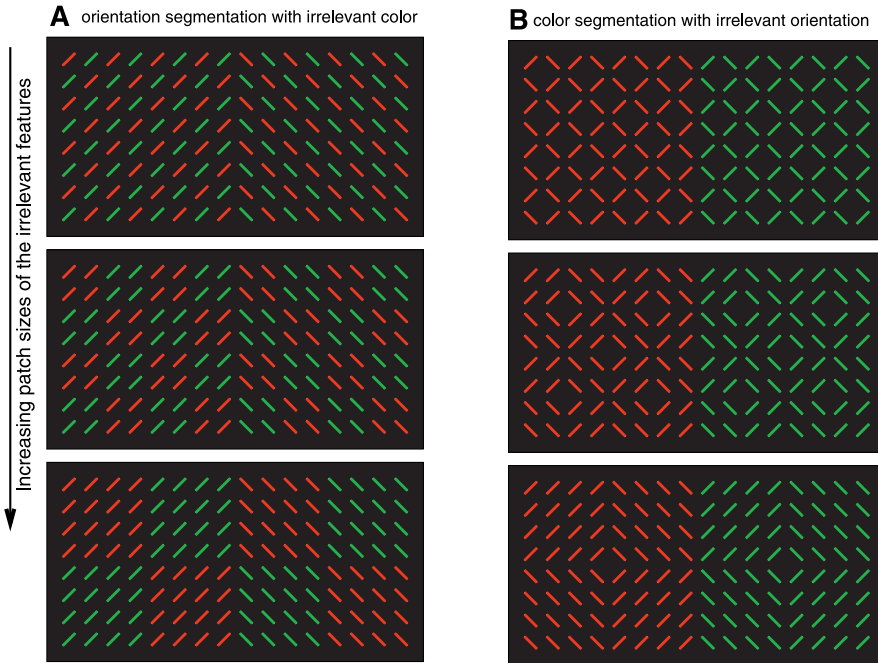 A orientation segmentation with irrelevant color
B color segmentation with irrelevant orientation
Increasing patch sizes of the irrelevant features